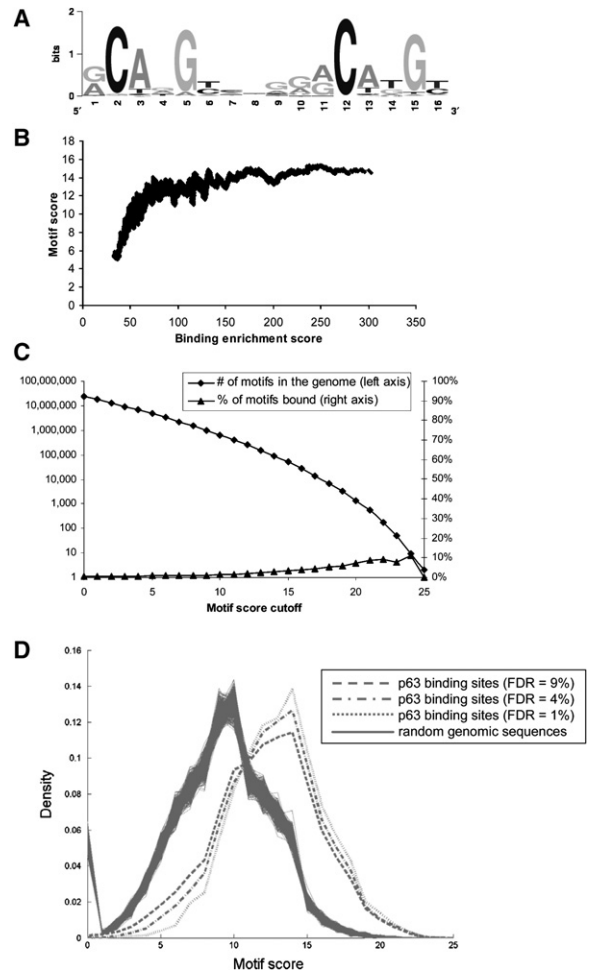 A
2
bits
1
0
G C A G T G G A C A T G T
A T C G A G C
1 2 3 4 5 6 7 8 9 10 11 12 13 14 15 16
5′ 3′
B
Motif score
18
16
14
12
10
8
6
4
2
0
0 50 100 150 200 250 300 350
Binding enrichment score
C
# of motifs in the genome (left axis)
% of motifs bound (right axis)
100,000,000
10,000,000
1,000,000
100,000
10,000
1,000
100
10
1
100%
90%
80%
70%
60%
50%
40%
30%
20%
10%
0%
0 5 10 15 20 25
Motif score cutoff
D
p63 binding sites (FDR = 9%)
p63 binding sites (FDR = 4%)
p63 binding sites (FDR = 1%)
random genomic sequences
Density
0.16
0.14
0.12
0.1
0.08
0.06
0.04
0.02
0
0 5 10 15 20 25
Motif score